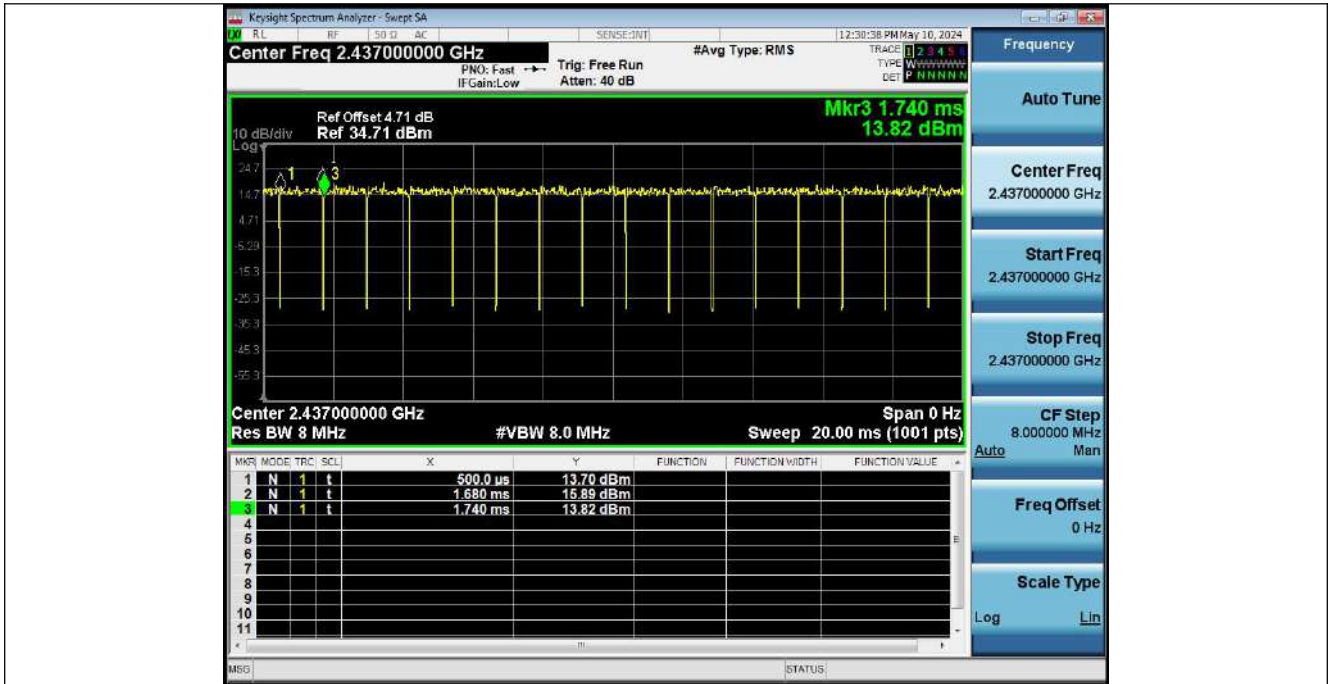 Keysight Spectrum Analyzer - Swept SA
RL RF 50 Ω AC SENSE:INT 12:30:38 PM May 10, 2024
Center Freq 2.437000000 GHz #Avg Type: RMS TRACE 1 2 3 4 5 6
PNO: Fast Trig: Free Run TYPE
IFGain:Low Atten: 40 dB DET P N N N N N
Frequency
Auto Tune
Center Freq
2.437000000 GHz
Start Freq
2.437000000 GHz
Stop Freq
2.437000000 GHz
CF Step
8.000000 MHz
Auto Man
Freq Offset
0 Hz
Scale Type
Log Lin
Mkr3 1.740 ms
13.82 dBm
Ref Offset 4.71 dB
10 dB/div Ref 34.71 dBm
Log
24.7
1 3
14.7
4.71
-5.29
-15.3
-25.3
-35.3
-45.3
-55.3
Center 2.437000000 GHz Span 0 Hz
Res BW 8 MHz #VBW 8.0 MHz Sweep 20.00 ms (1001 pts)
MKR MODE TRC SCL X Y FUNCTION FUNCTION WIDTH FUNCTION VALUE
1 N 1 t 500.0 µs 13.70 dBm
2 N 1 t 1.680 ms 15.89 dBm
3 N 1 t 1.740 ms 13.82 dBm
4
5
6
7
8
9
10
11
MSG STATUS